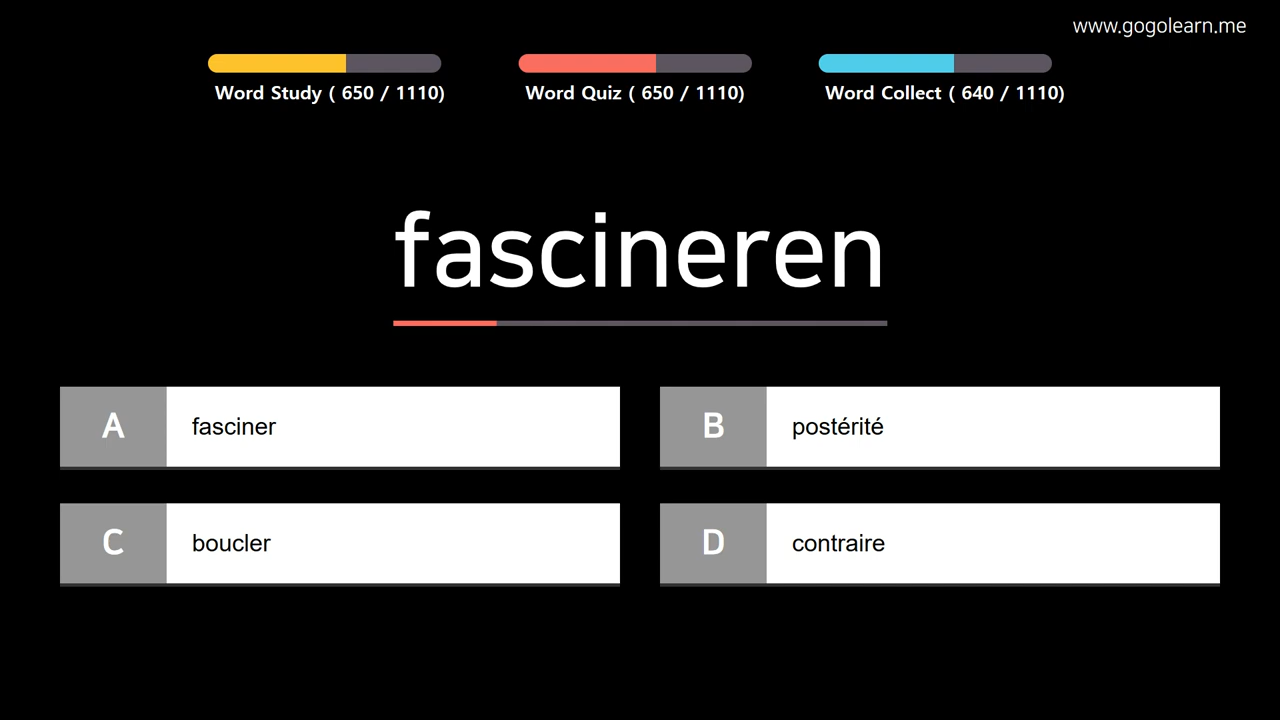 www.gogolearn.me
Word Study ( 650 / 1110)
Word Quiz ( 650 / 1110)
Word Collect ( 640 / 1110)
fascineren
A fasciner
B postérité
C boucler
D contraire